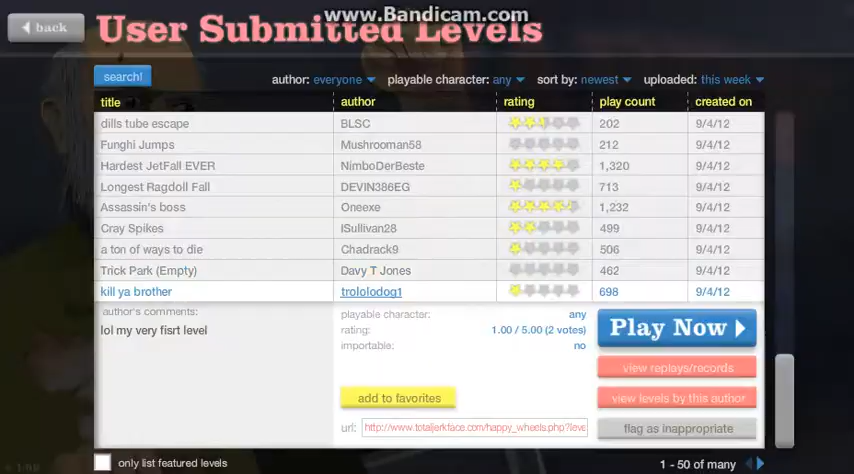 www.Bandicam.com
back
User Submitted Levels
search!
author: everyone playable character: any sort by: newest uploaded: this week
title author rating play count created on
dills tube escape BLSC 202 9/4/12
Funghi Jumps Mushrooman58 212 9/4/12
Hardest JetFall EVER NimboDerBeste 1,320 9/4/12
Longest Ragdoll Fall DEVIN386EG 713 9/4/12
Assassin's boss Oneexe 1,232 9/4/12
Cray Spikes ISullivan28 499 9/4/12
a ton of ways to die Chadrack9 506 9/4/12
Trick Park (Empty) Davy T Jones 462 9/4/12
kill ya brother trololodog1 698 9/4/12
author's comments:
lol my very fisrt level
playable character: any
rating: 1.00 / 5.00 (2 votes)
importable: no
add to favorites
url: http://www.totaljerkface.com/happy_wheels.php?leve
Play Now
view replays/records
view levels by this author
flag as inappropriate
only list featured levels
1 - 50 of many